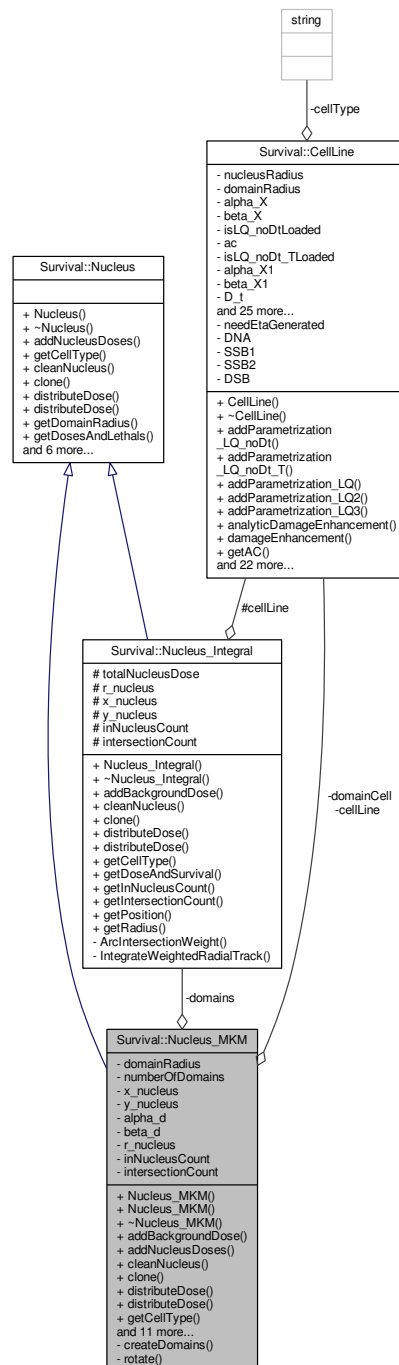 string
-cellType
Survival::CellLine
- nucleusRadius
- domainRadius
- alpha_X
- beta_X
- isLQ_noDtLoaded
- ac
- isLQ_noDt_TLoaded
- alpha_X1
- beta_X1
- D_t
and 25 more...
- needEtaGenerated
- DNA
- SSB1
- SSB2
- DSB
+ CellLine()
+ ~CellLine()
+ addParametrization
_LQ_noDt()
+ addParametrization
_LQ_noDt_T()
+ addParametrization_LQ()
+ addParametrization_LQ2()
+ addParametrization_LQ3()
+ analyticDamageEnhancement()
+ damageEnhancement()
+ getAC()
and 22 more...
Survival::Nucleus
+ Nucleus()
+ ~Nucleus()
+ addNucleusDoses()
+ getCellType()
+ cleanNucleus()
+ clone()
+ distributeDose()
+ distributeDose()
+ getDomainRadius()
+ getDosesAndLethals()
and 6 more...
#cellLine
Survival::Nucleus_Integral
# totalNucleusDose
# r_nucleus
# x_nucleus
# y_nucleus
# inNucleusCount
# intersectionCount
+ Nucleus_Integral()
+ ~Nucleus_Integral()
+ addBackgroundDose()
+ cleanNucleus()
+ clone()
+ distributeDose()
+ distributeDose()
+ getCellType()
+ getDoseAndSurvival()
+ getInNucleusCount()
+ getIntersectionCount()
+ getPosition()
+ getRadius()
- ArcIntersectionWeight()
- IntegrateWeightedRadialTrack()
-domainCell
-cellLine
-domains
Survival::Nucleus_MKM
- domainRadius
- numberOfDomains
- x_nucleus
- y_nucleus
- alpha_d
- beta_d
- r_nucleus
- inNucleusCount
- intersectionCount
+ Nucleus_MKM()
+ Nucleus_MKM()
+ ~Nucleus_MKM()
+ addBackgroundDose()
+ addNucleusDoses()
+ cleanNucleus()
+ clone()
+ distributeDose()
+ distributeDose()
+ getCellType()
and 11 more...
- createDomains()
- rotate()